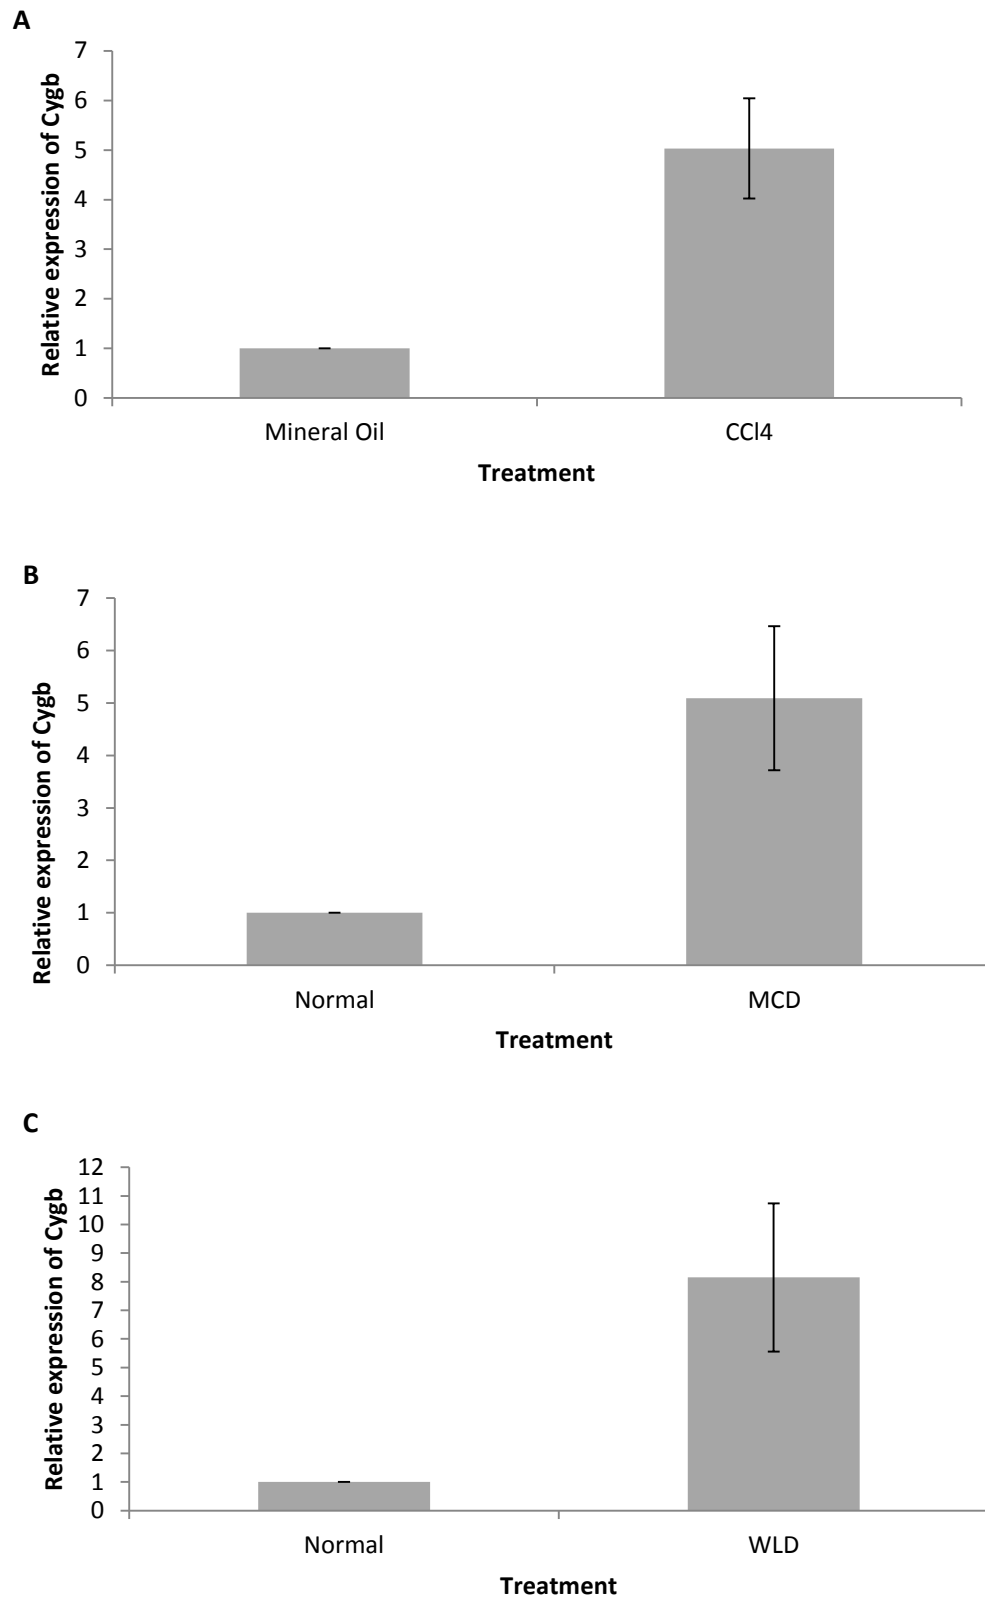 A
Relative expression of Cygb
7
6
5
4
3
2
1
0
Mineral Oil CCl4
Treatment
B
Relative expression of Cygb
7
6
5
4
3
2
1
0
Normal MCD
Treatment
C
Relative expression of Cygb
12
11
10
9
8
7
6
5
4
3
2
1
0
Normal WLD
Treatment